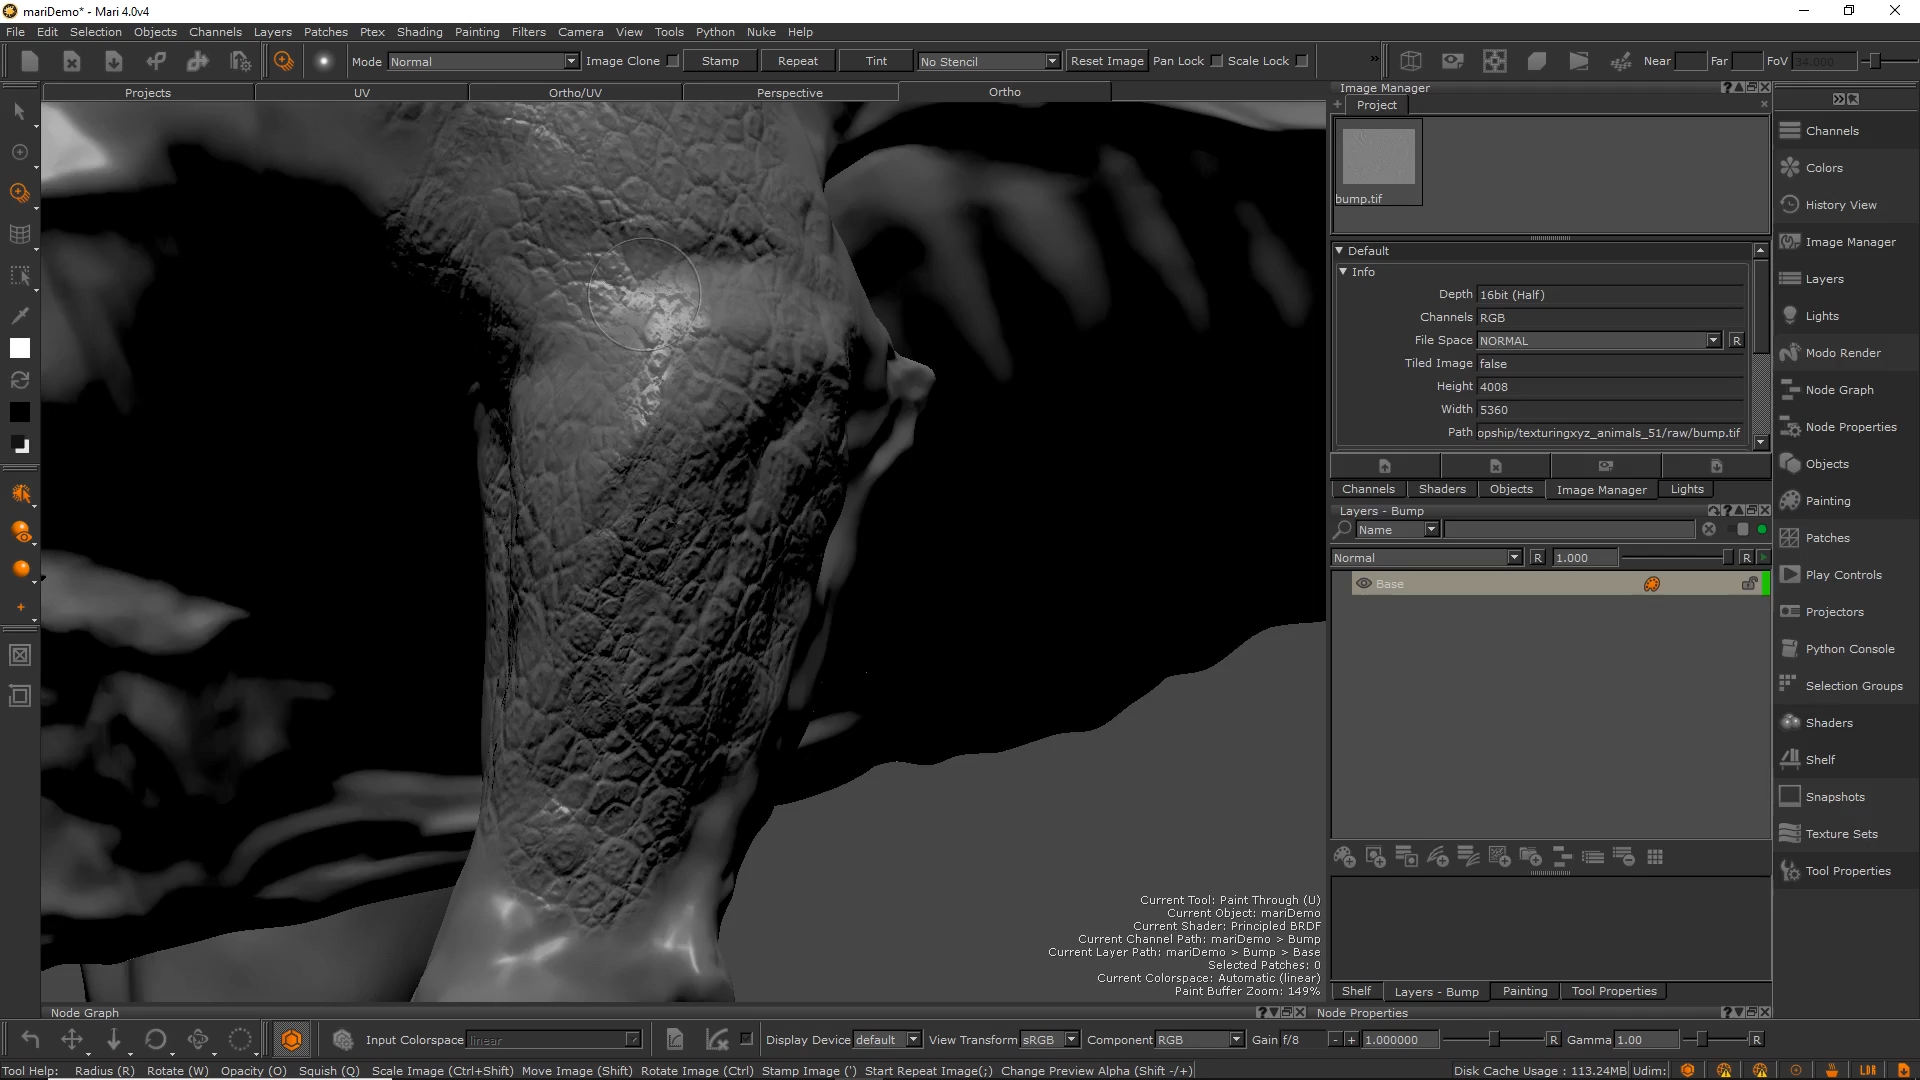 mariDemo* - Mari 4.0v4
File Edit Selection Objects Channels Layers Patches Ptex Shading Painting Filters Camera View Tools Python Nuke Help
Mode Normal Image Clone Stamp Repeat Tint No Stencil Reset Image Pan Lock Scale Lock » Near Far FoV 34.000
Projects UV Ortho/UV Perspective Ortho
Image Manager
Project
bump.tif
Default
Info
Depth 16bit (Half)
Channels RGB
File Space NORMAL R
Tiled Image false
Height 4008
Width 5360
Path opship/texturingxyz_animals_51/raw/bump.tif
Channels Shaders Objects Image Manager Lights
Layers - Bump
Name
Normal R 1.000 R
Base
Channels
Colors
History View
Image Manager
Layers
Lights
Modo Render
Node Graph
Node Properties
Objects
Painting
Patches
Play Controls
Projectors
Python Console
Selection Groups
Shaders
Shelf
Snapshots
Texture Sets
Tool Properties
Current Tool: Paint Through (U)
Current Object: mariDemo
Current Shader: Principled BRDF
Current Channel Path: mariDemo > Bump
Current Layer Path: mariDemo > Bump > Base
Selected Patches: 0
Current Colorspace: Automatic (linear)
Paint Buffer Zoom: 149%
Shelf Layers - Bump Painting Tool Properties
Node Graph Node Properties
Input Colorspace linear Display Device default View Transform sRGB Component RGB Gain f/8 - + 1.000000 R Gamma 1.00 R
Tool Help: Radius (R) Rotate (W) Opacity (O) Squish (Q) Scale Image (Ctrl+Shift) Move Image (Shift) Rotate Image (Ctrl) Stamp Image (') Start Repeat Image(;) Change Preview Alpha (Shift -/+) Disk Cache Usage : 113.24MB Udim: LDR